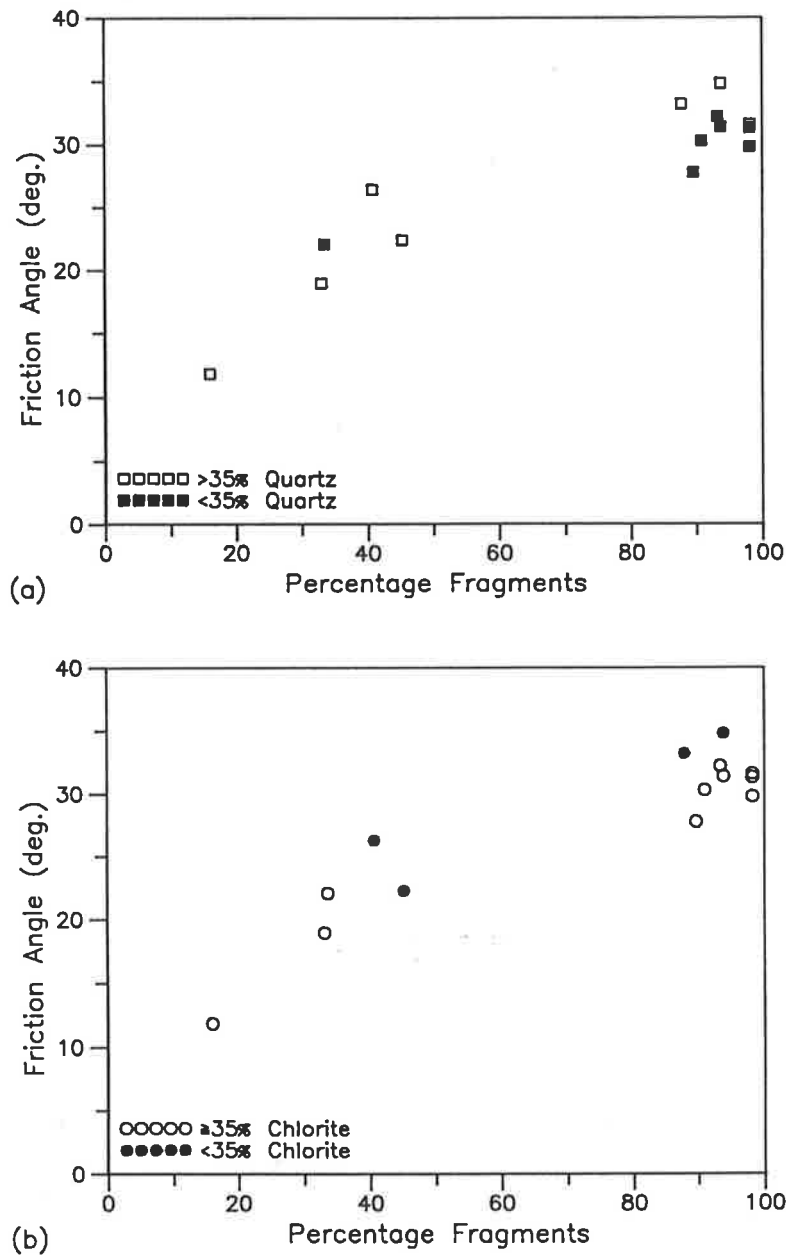 40
30
20
10
0
Friction Angle (deg.)
>35% Quartz
<35% Quartz
0 20 40 60 80 100
Percentage Fragments
(a)
40
30
20
10
0
Friction Angle (deg.)
≥35% Chlorite
<35% Chlorite
0 20 40 60 80 100
Percentage Fragments
(b)